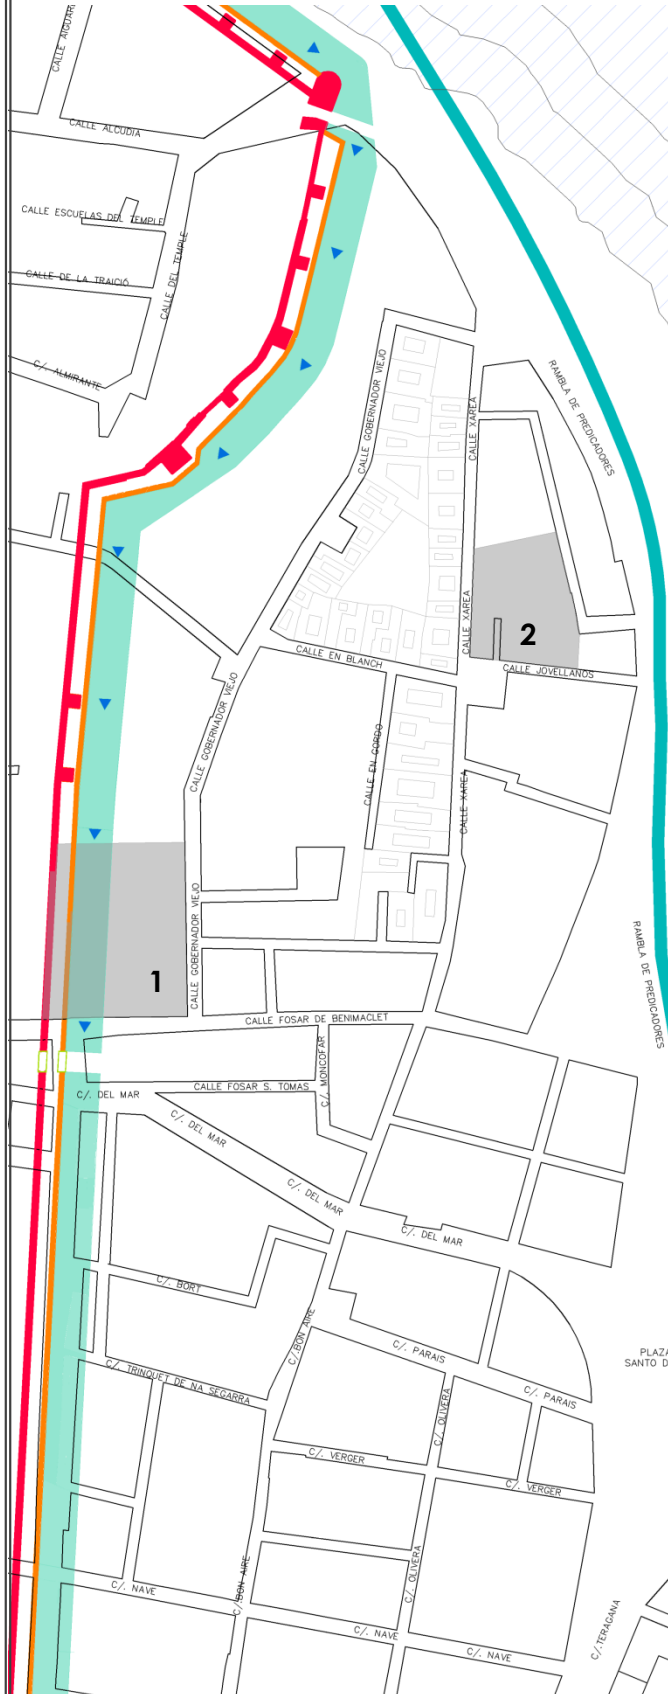 CALLE ALCUDIA
CALLE ESCUELAS DEL TEMPLE
CALLE DEL TEMPLE
CALLE DE LA TRAICIÓ
C/. ALMIRANTE
CALLE GOBERNADOR VIEJO
CALLE XAREA
RAMBLA DE PREDICADORES
CALLE XAREA
2
CALLE EN BLANCH
CALLE JOVELLANOS
CALLE GOBERNADOR VIEJO
CALLE EN GORDO
CALLE XAREA
CALLE GOBERNADOR VIEJO
1
RAMBLA DE PREDICADORES
CALLE FOSAR DE BENIMACLET
C/. MONCOFAR
CALLE FOSAR S. TOMAS
C/. DEL MAR
C/. DEL MAR
C/. DEL MAR
C/. DEL MAR
C/. BORT
C/.BON AIRE
C/. PARAIS
PLAZA
SANTO D
C/. TRINQUET DE NA SEGARRA
C/. PARAIS
C/. OLIVERA
C/. VERGER
C/. VERGER
C/. OLIVERA
C/.BON AIRE
C/. NAVE
C/. NAVE
C/. NAVE
C/.TERAGANA